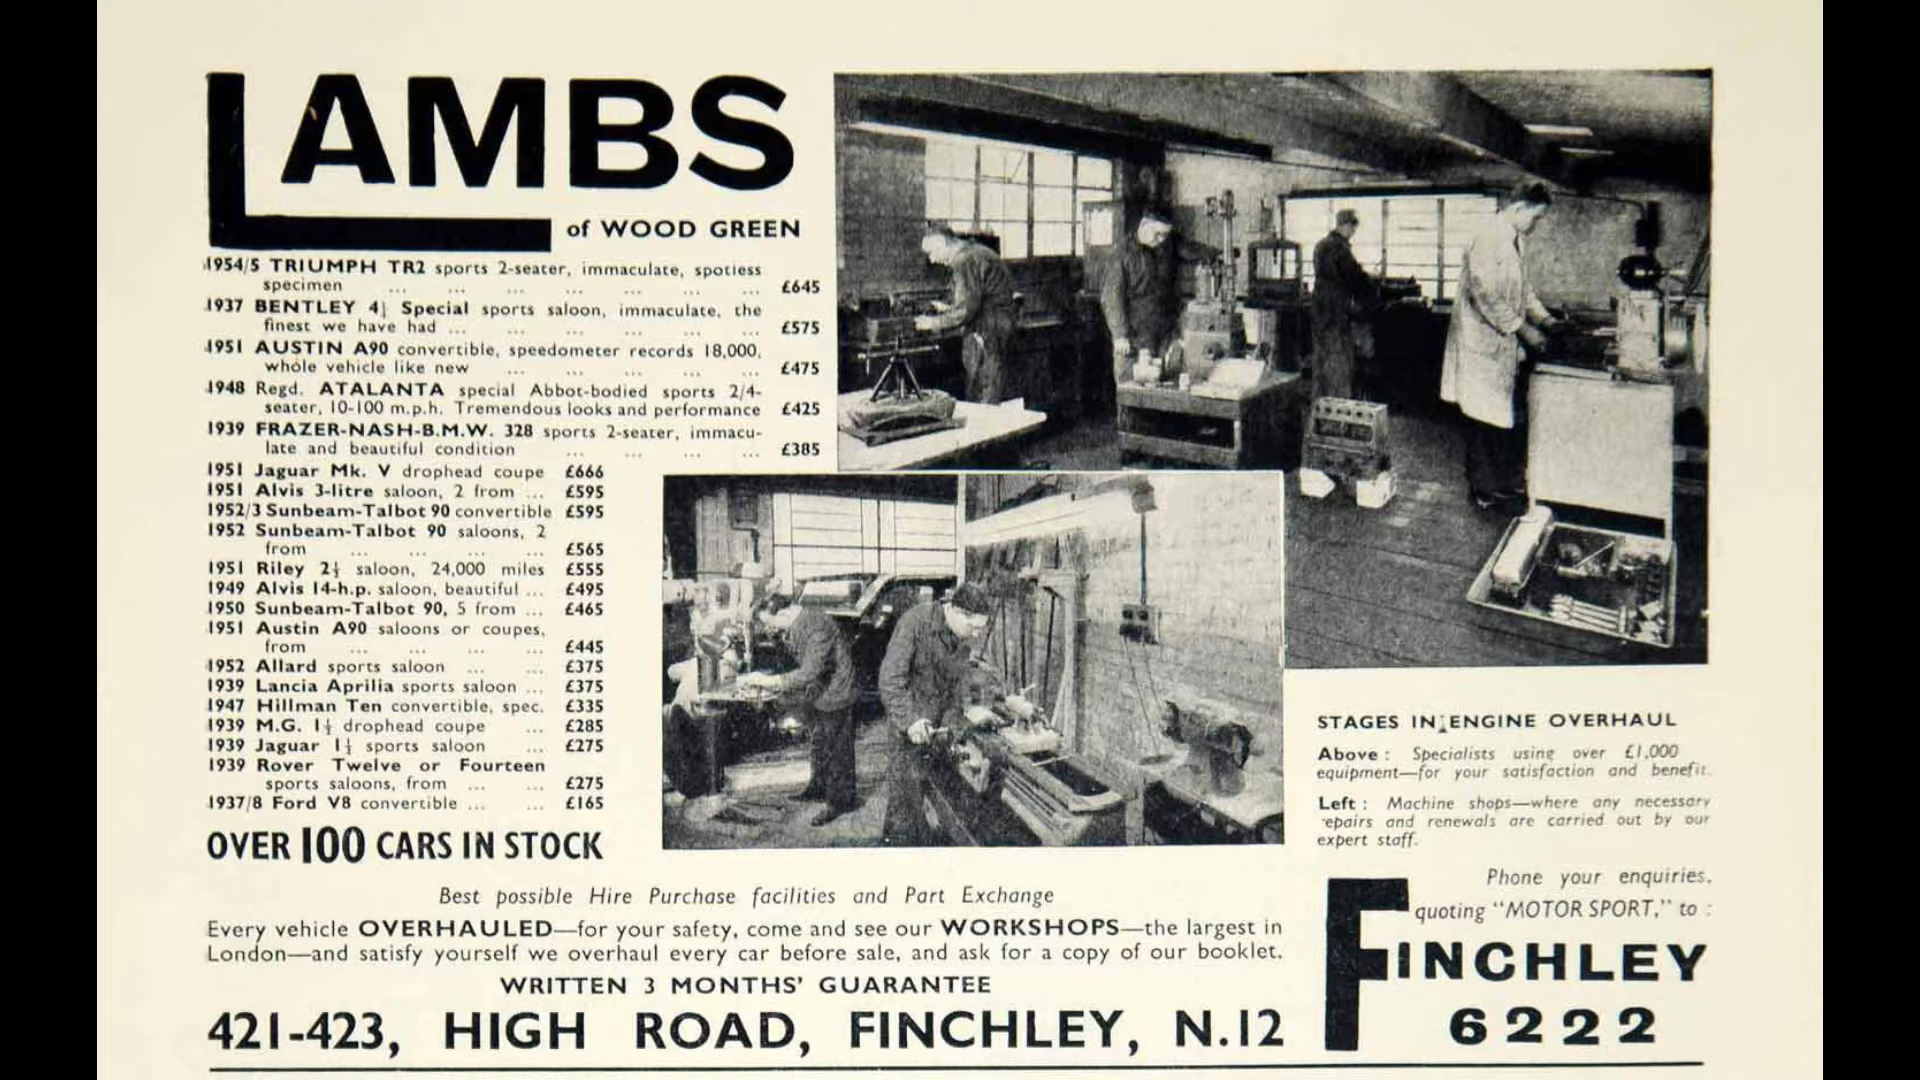 LAMBS
of WOOD GREEN
1954/5 TRIUMPH TR2 sports 2-seater, immaculate, spotless
specimen ... ... ... ... ... ... ... £645
1937 BENTLEY 4¼ Special sports saloon, immaculate, the
finest we have had ... ... ... ... ... ... £575
1951 AUSTIN A90 convertible, speedometer records 18,000,
whole vehicle like new ... ... ... ... ... £475
1948 Regd. ATALANTA special Abbot-bodied sports 2/4-
seater, 10-100 m.p.h. Tremendous looks and performance £425
1939 FRAZER-NASH-B.M.W. 328 sports 2-seater, immacu-
late and beautiful condition ... ... ... ... £385
1951 Jaguar Mk. V drophead coupe £666
1951 Alvis 3-litre saloon, 2 from ... £595
1952/3 Sunbeam-Talbot 90 convertible £595
1952 Sunbeam-Talbot 90 saloons, 2
from ... ... ... ... £565
1951 Riley 2½ saloon, 24,000 miles £555
1949 Alvis 14-h.p. saloon, beautiful ... £495
1950 Sunbeam-Talbot 90, 5 from ... £465
1951 Austin A90 saloons or coupes,
from ... ... ... ... £445
1952 Allard sports saloon ... ... £375
1939 Lancia Aprilia sports saloon ... £375
1947 Hillman Ten convertible, spec. £335
1939 M.G. 1½ drophead coupe ... £285
1939 Jaguar 1½ sports saloon ... £275
1939 Rover Twelve or Fourteen
sports saloons, from ... ... £275
1937/8 Ford V8 convertible ... ... £165
OVER 100 CARS IN STOCK
STAGES IN ENGINE OVERHAUL
Above : Specialists using over £1,000
equipment—for your satisfaction and benefit.
Left : Machine shops—where any necessary
repairs and renewals are carried out by our
expert staff.
Best possible Hire Purchase facilities and Part Exchange
Every vehicle OVERHAULED—for your safety, come and see our WORKSHOPS—the largest in
London—and satisfy yourself we overhaul every car before sale, and ask for a copy of our booklet.
WRITTEN 3 MONTHS' GUARANTEE
421-423, HIGH ROAD, FINCHLEY, N.12
Phone your enquiries,
quoting "MOTOR SPORT," to :
FINCHLEY
6222